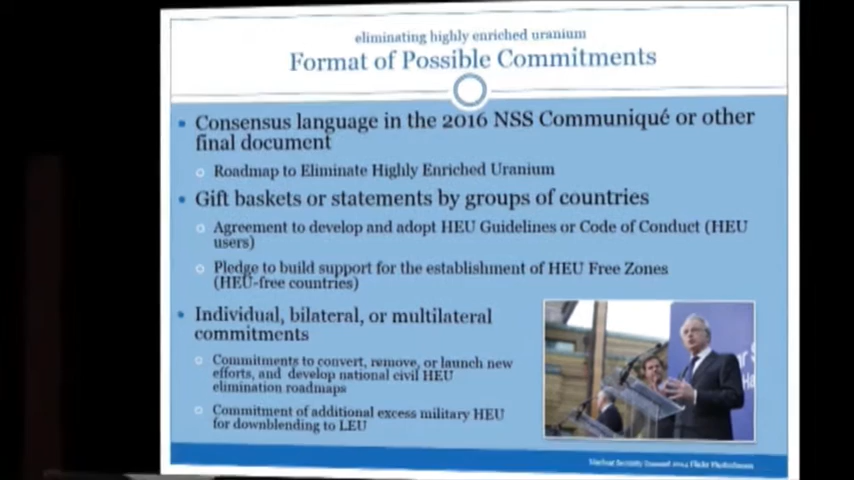 eliminating highly enriched uranium
Format of Possible Commitments
Consensus language in the 2016 NSS Communiqué or other
final document
Roadmap to Eliminate Highly Enriched Uranium
Gift baskets or statements by groups of countries
Agreement to develop and adopt HEU Guidelines or Code of Conduct (HEU
users)
Pledge to build support for the establishment of HEU Free Zones
(HEU-free countries)
Individual, bilateral, or multilateral
commitments
Commitments to convert, remove, or launch new
efforts, and develop national civil HEU
elimination roadmaps
Commitment of additional excess military HEU
for downblending to LEU
Nuclear Security Summit 2014 Flickr